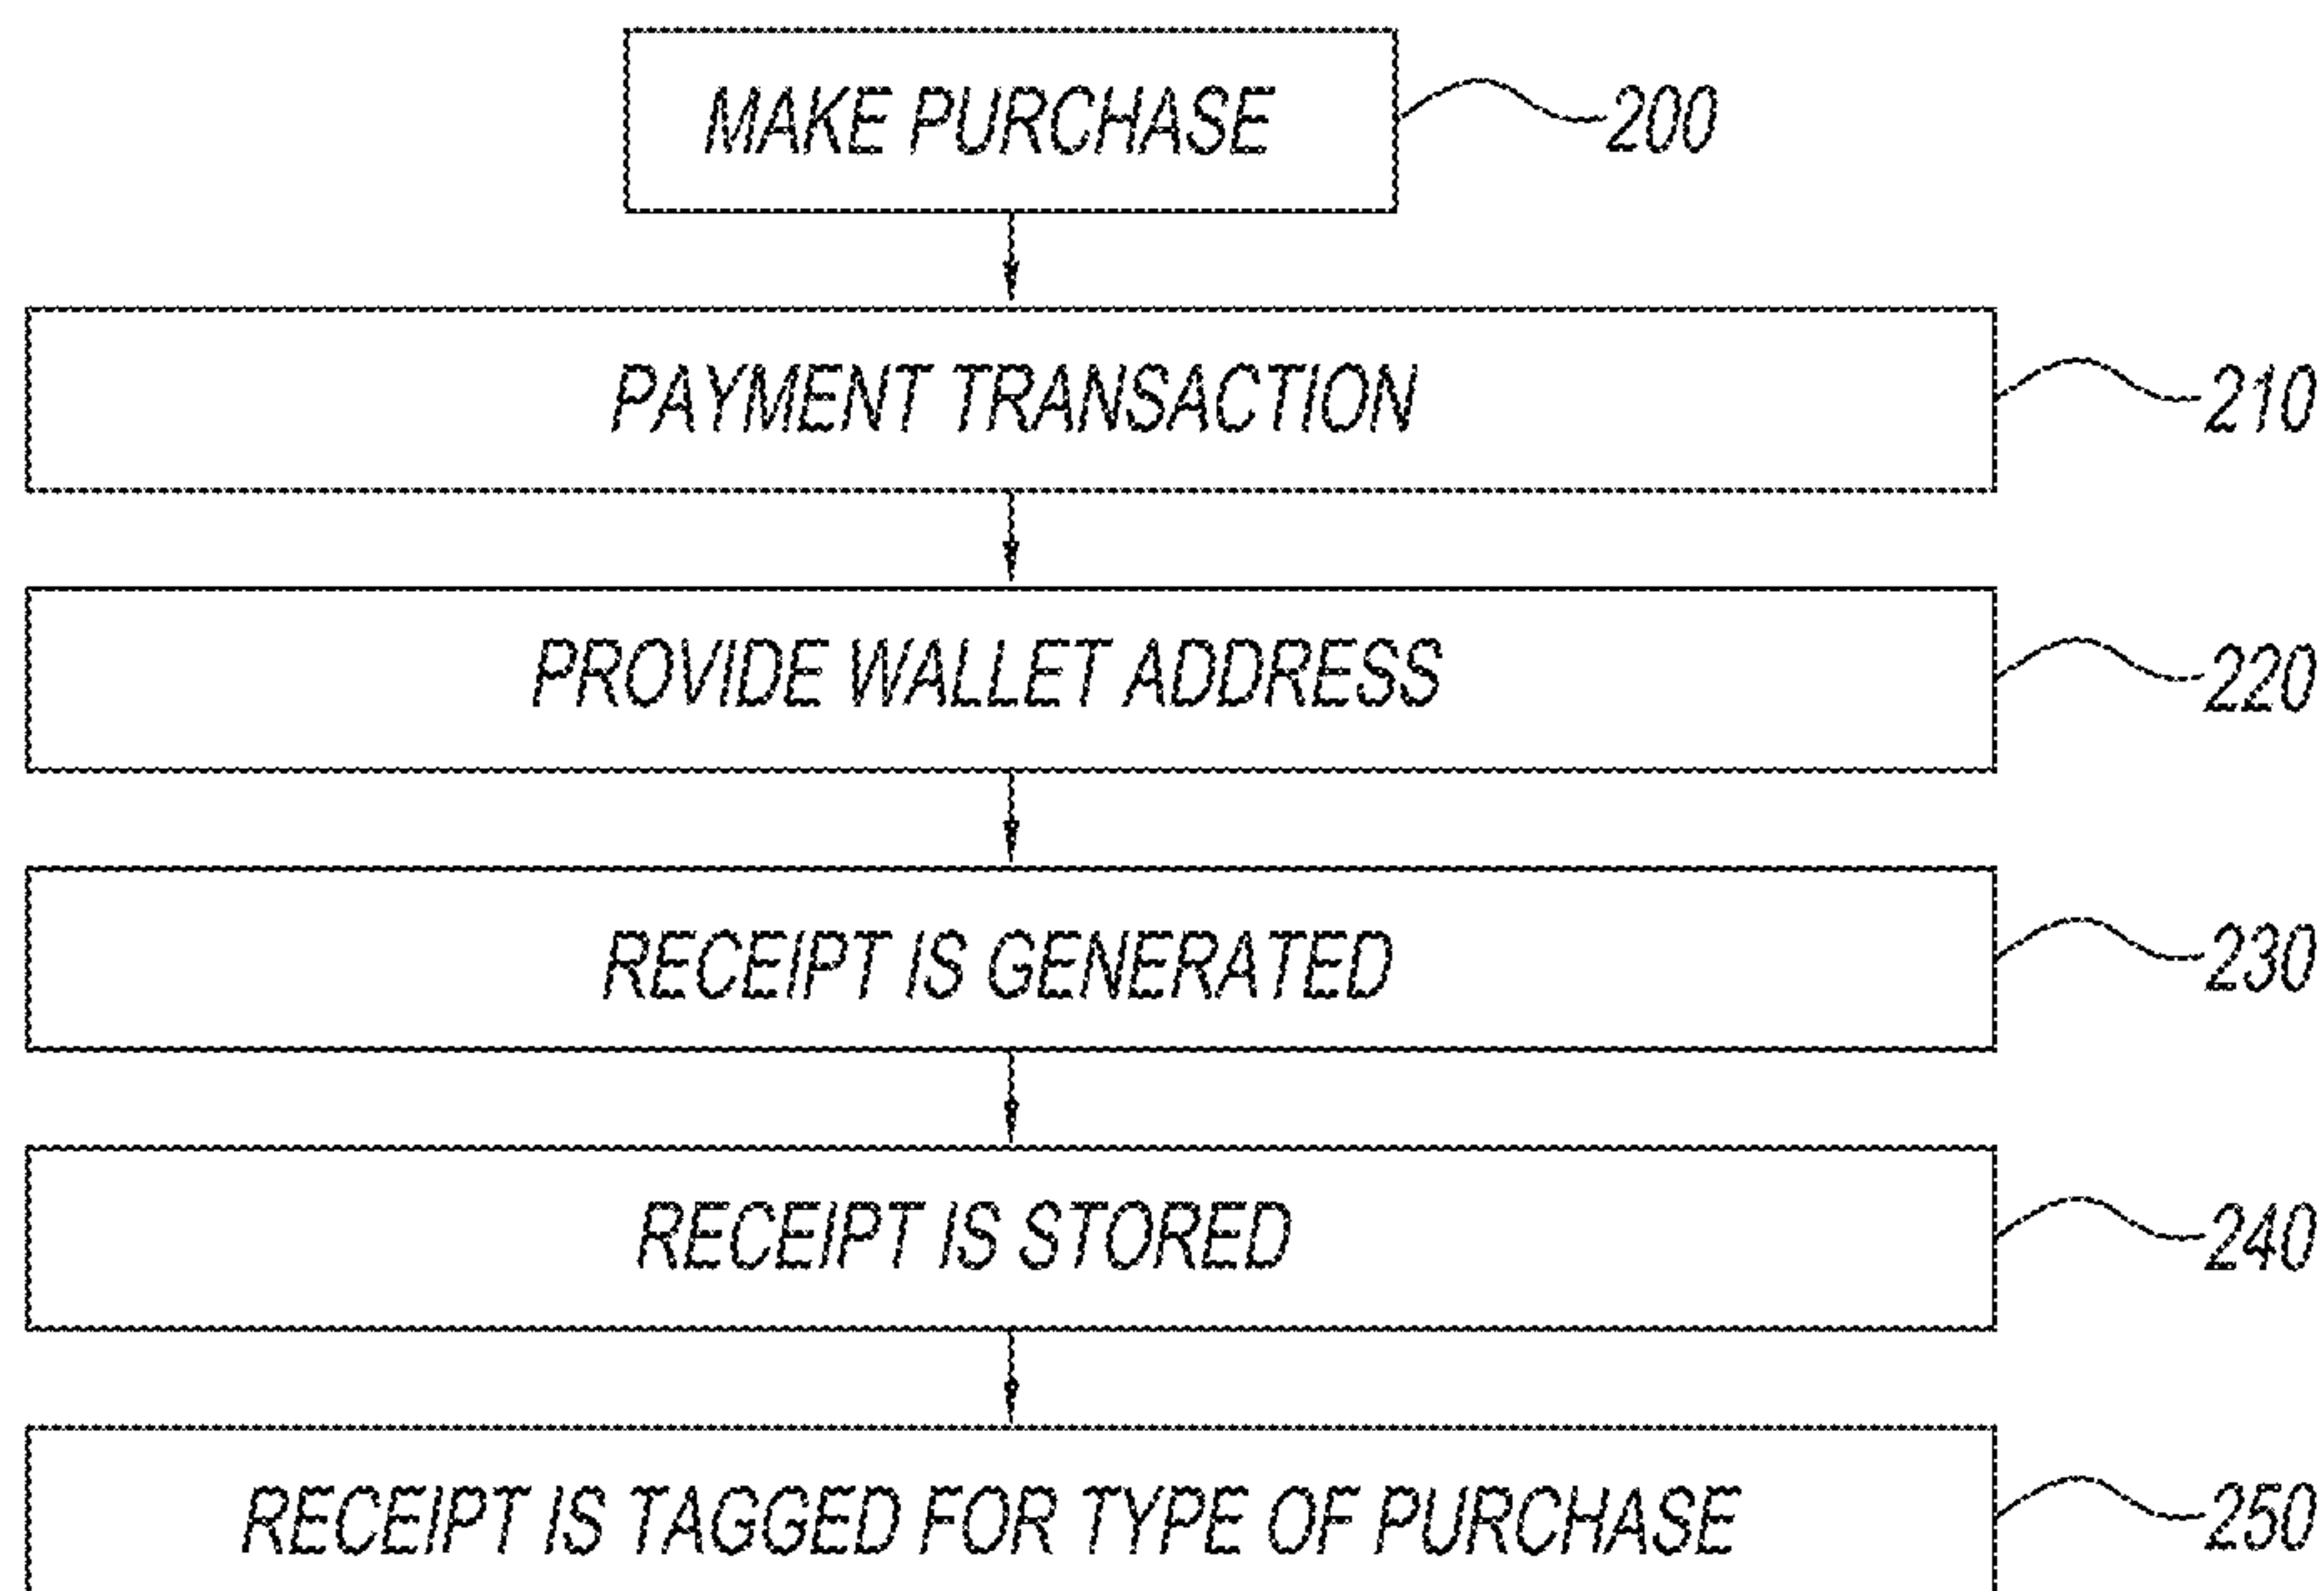 MAKE PURCHASE 200
PAYMENT TRANSACTION 210
PROVIDE WALLET ADDRESS 220
RECEIPT IS GENERATED 230
RECEIPT IS STORED 240
RECEIPT IS TAGGED FOR TYPE OF PURCHASE 250